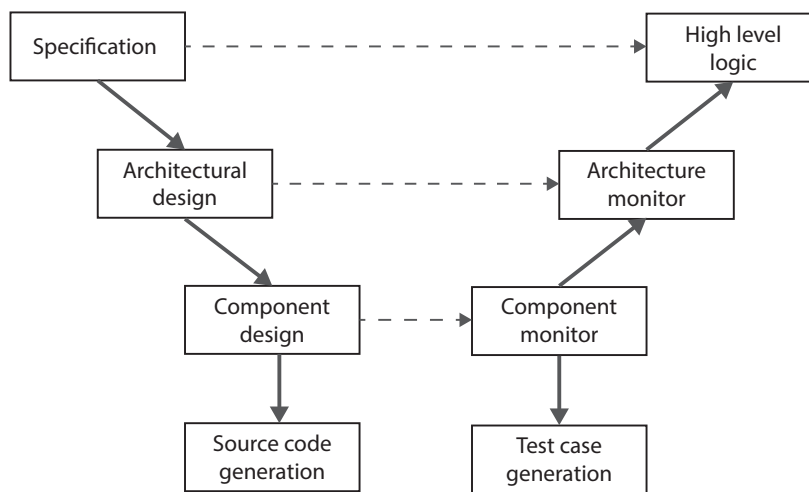 Specification
High level
logic
Architectural
design
Architecture
monitor
Component
design
Component
monitor
Source code
generation
Test case
generation